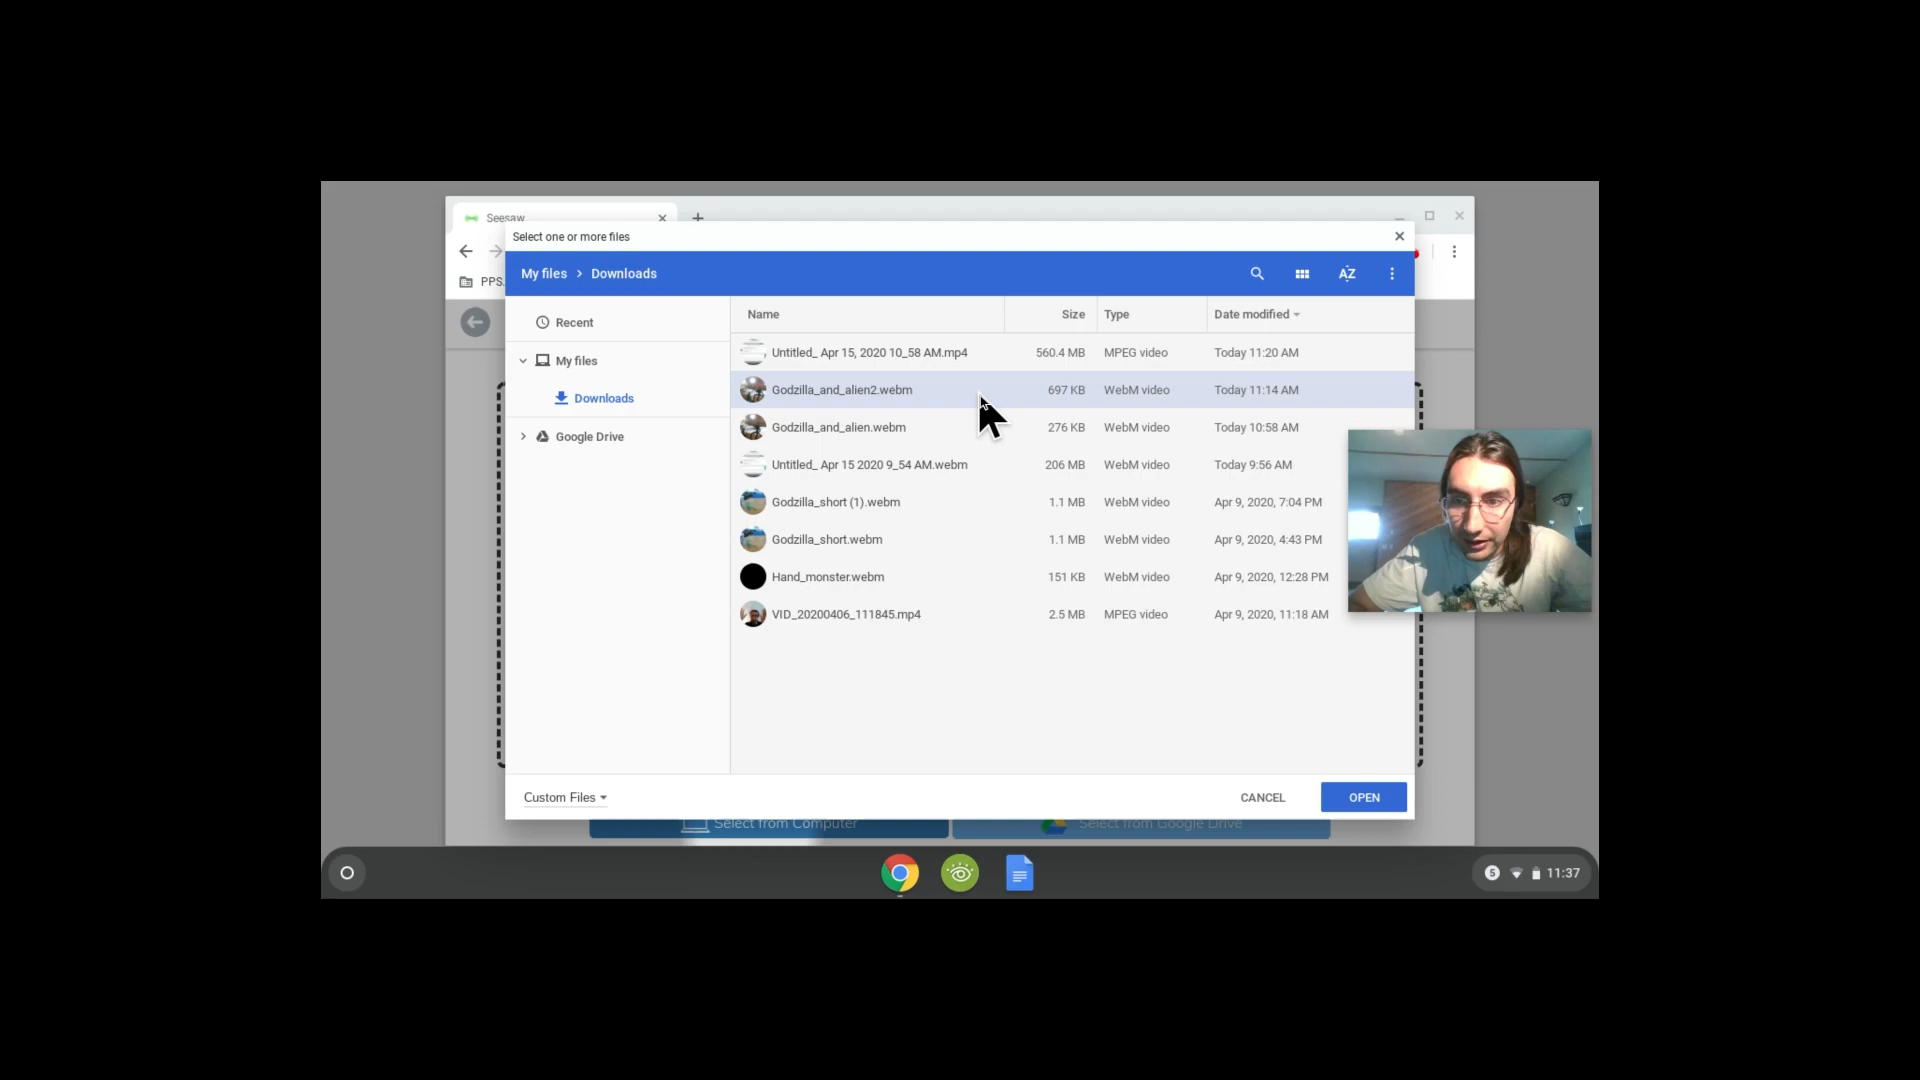 Seesaw
Select one or more files
PPS.
My files > Downloads
AZ
Recent
My files
Downloads
Google Drive
Name Size Type Date modified
Untitled_ Apr 15, 2020 10_58 AM.mp4 560.4 MB MPEG video Today 11:20 AM
Godzilla_and_alien2.webm 697 KB WebM video Today 11:14 AM
Godzilla_and_alien.webm 276 KB WebM video Today 10:58 AM
Untitled_ Apr 15 2020 9_54 AM.webm 206 MB WebM video Today 9:56 AM
Godzilla_short (1).webm 1.1 MB WebM video Apr 9, 2020, 7:04 PM
Godzilla_short.webm 1.1 MB WebM video Apr 9, 2020, 4:43 PM
Hand_monster.webm 151 KB WebM video Apr 9, 2020, 12:28 PM
VID_20200406_111845.mp4 2.5 MB MPEG video Apr 9, 2020, 11:18 AM
Custom Files CANCEL OPEN
Select from Computer Select from Google Drive
5 11:37